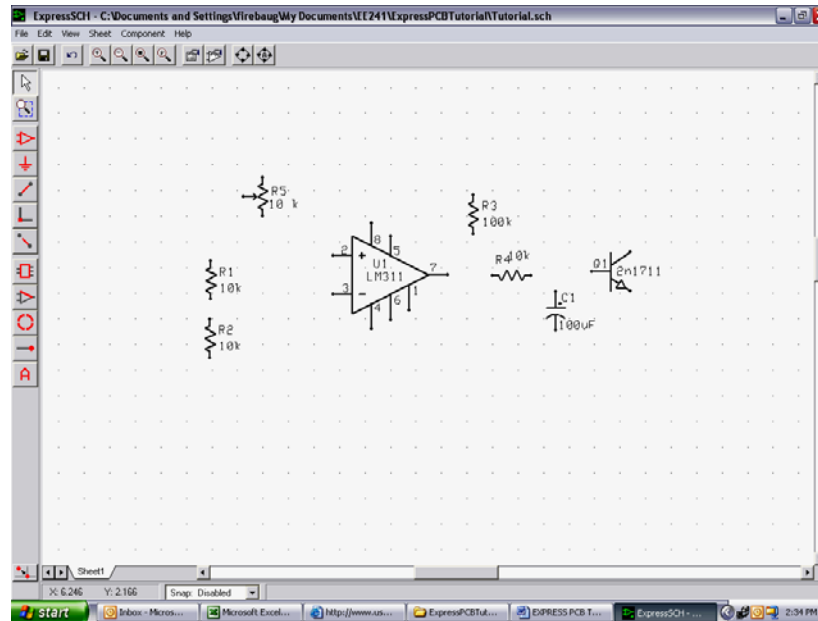 ExpressSCH - C:\Documents and Settings\firebaug\My Documents\EE241\ExpressPCBTutorial\Tutorial.sch
File Edit View Sheet Component Help
R5
10 k
R3
100k
8
5
2
+
U1
LM311
7
3
-
1
6
4
R1
10k
R2
10k
R4
10k
Q1
2n1711
C1
100uF
A
Sheet1
X: 6.246 Y: 2.166 Snap: Disabled
start Inbox - Micros... Microsoft Excel... http://www.us... ExpressPCBTut... EXPRESS PCB T... ExpressSCH - ... 2:34 PM